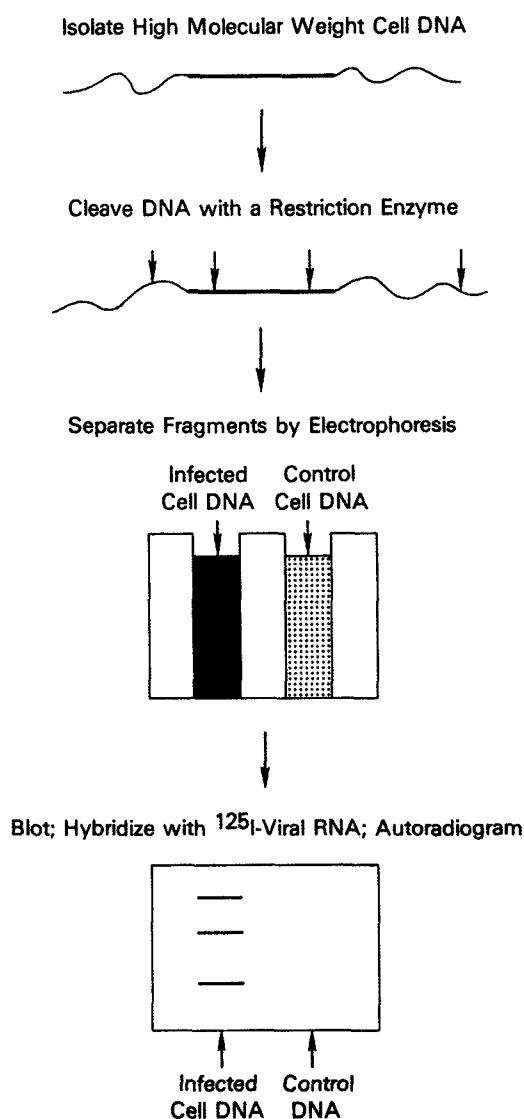 Isolate High Molecular Weight Cell DNA
Cleave DNA with a Restriction Enzyme
Separate Fragments by Electrophoresis
Infected Control
Cell DNA Cell DNA
Blot; Hybridize with 125I-Viral RNA; Autoradiogram
Infected Control
Cell DNA DNA